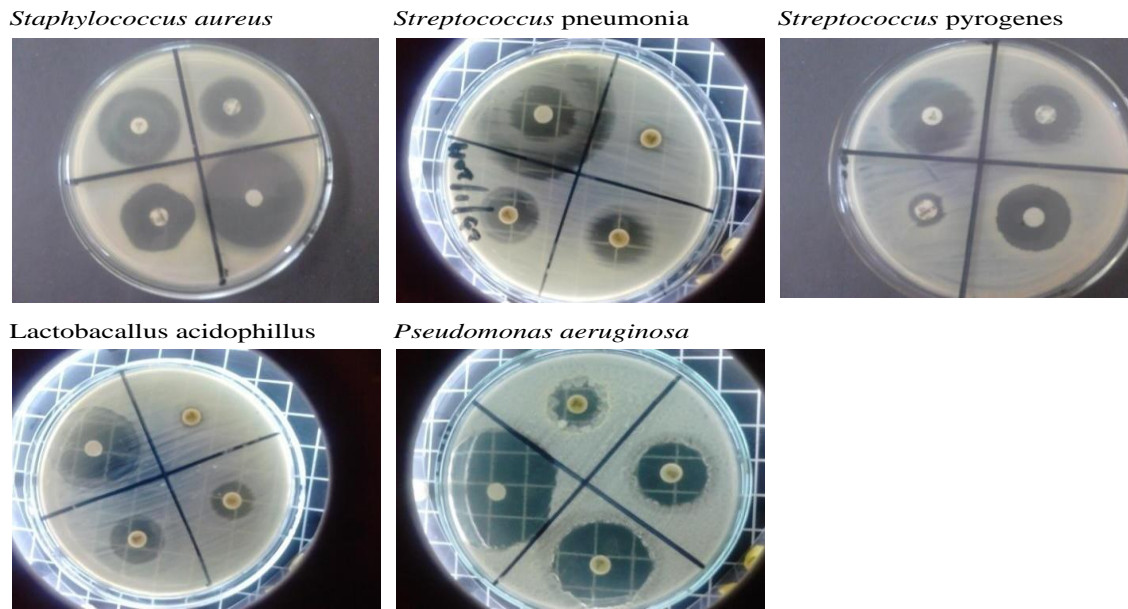 Staphylococcus aureus
Streptococcus pneumonia
Streptococcus pyrogenes
Lactobacallus acidophillus
Pseudomonas aeruginosa